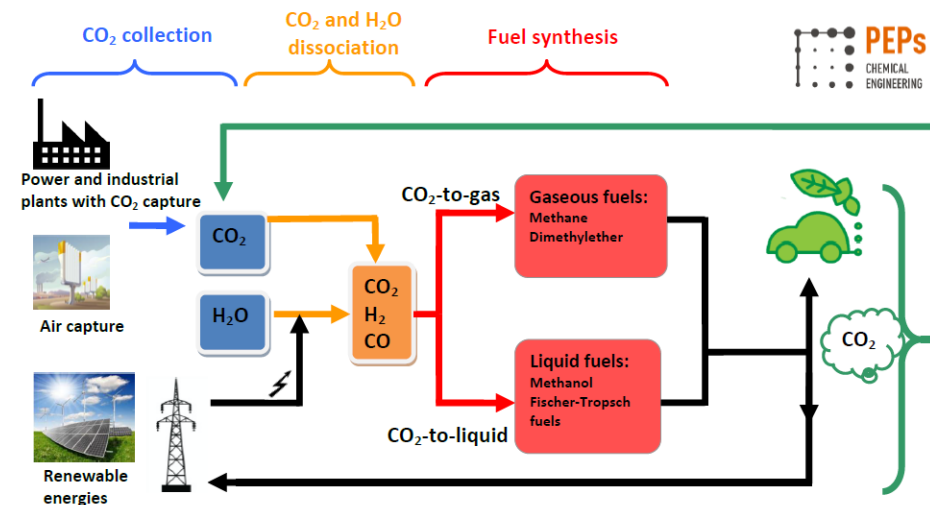 CO₂ collection
CO₂ and H₂O
dissociation
Fuel synthesis
PEPs
CHEMICAL
ENGINEERING
Power and industrial
plants with CO₂ capture
Air capture
Renewable
energies
CO₂
H₂O
CO₂
H₂
CO
CO₂-to-gas
CO₂-to-liquid
Gaseous fuels:
Methane
Dimethylether
Liquid fuels:
Methanol
Fischer-Tropsch
fuels
CO₂